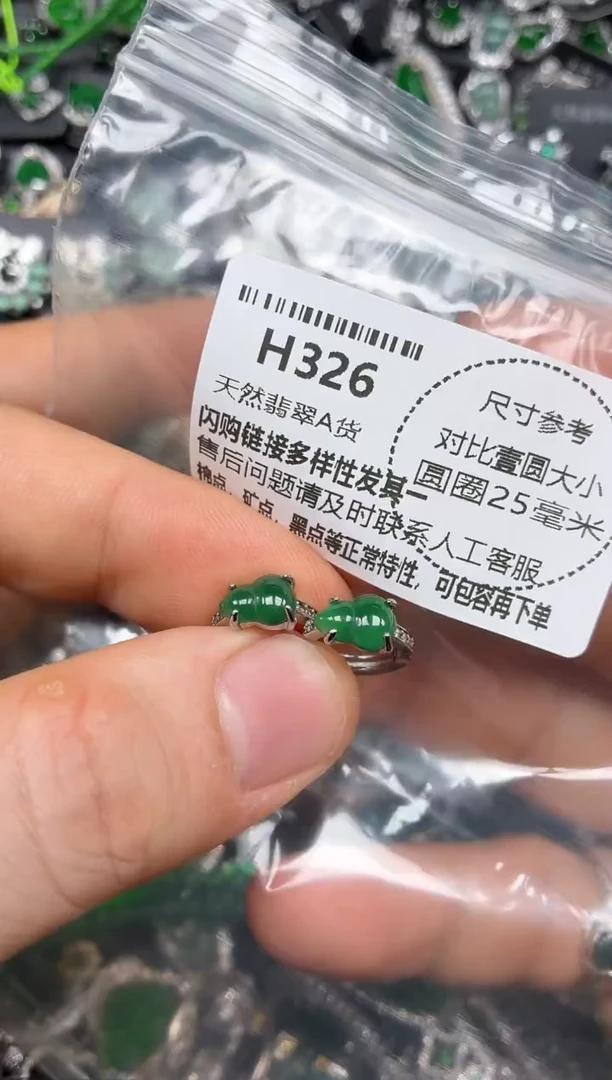 H326
天然翡翠A货
闪购链接多样性发其一
售后问题请及时联系人工客服
棉点、矿点、黑点等正常特性，可包容再下单
尺寸参考
对比壹圆大小
圆圈25毫米